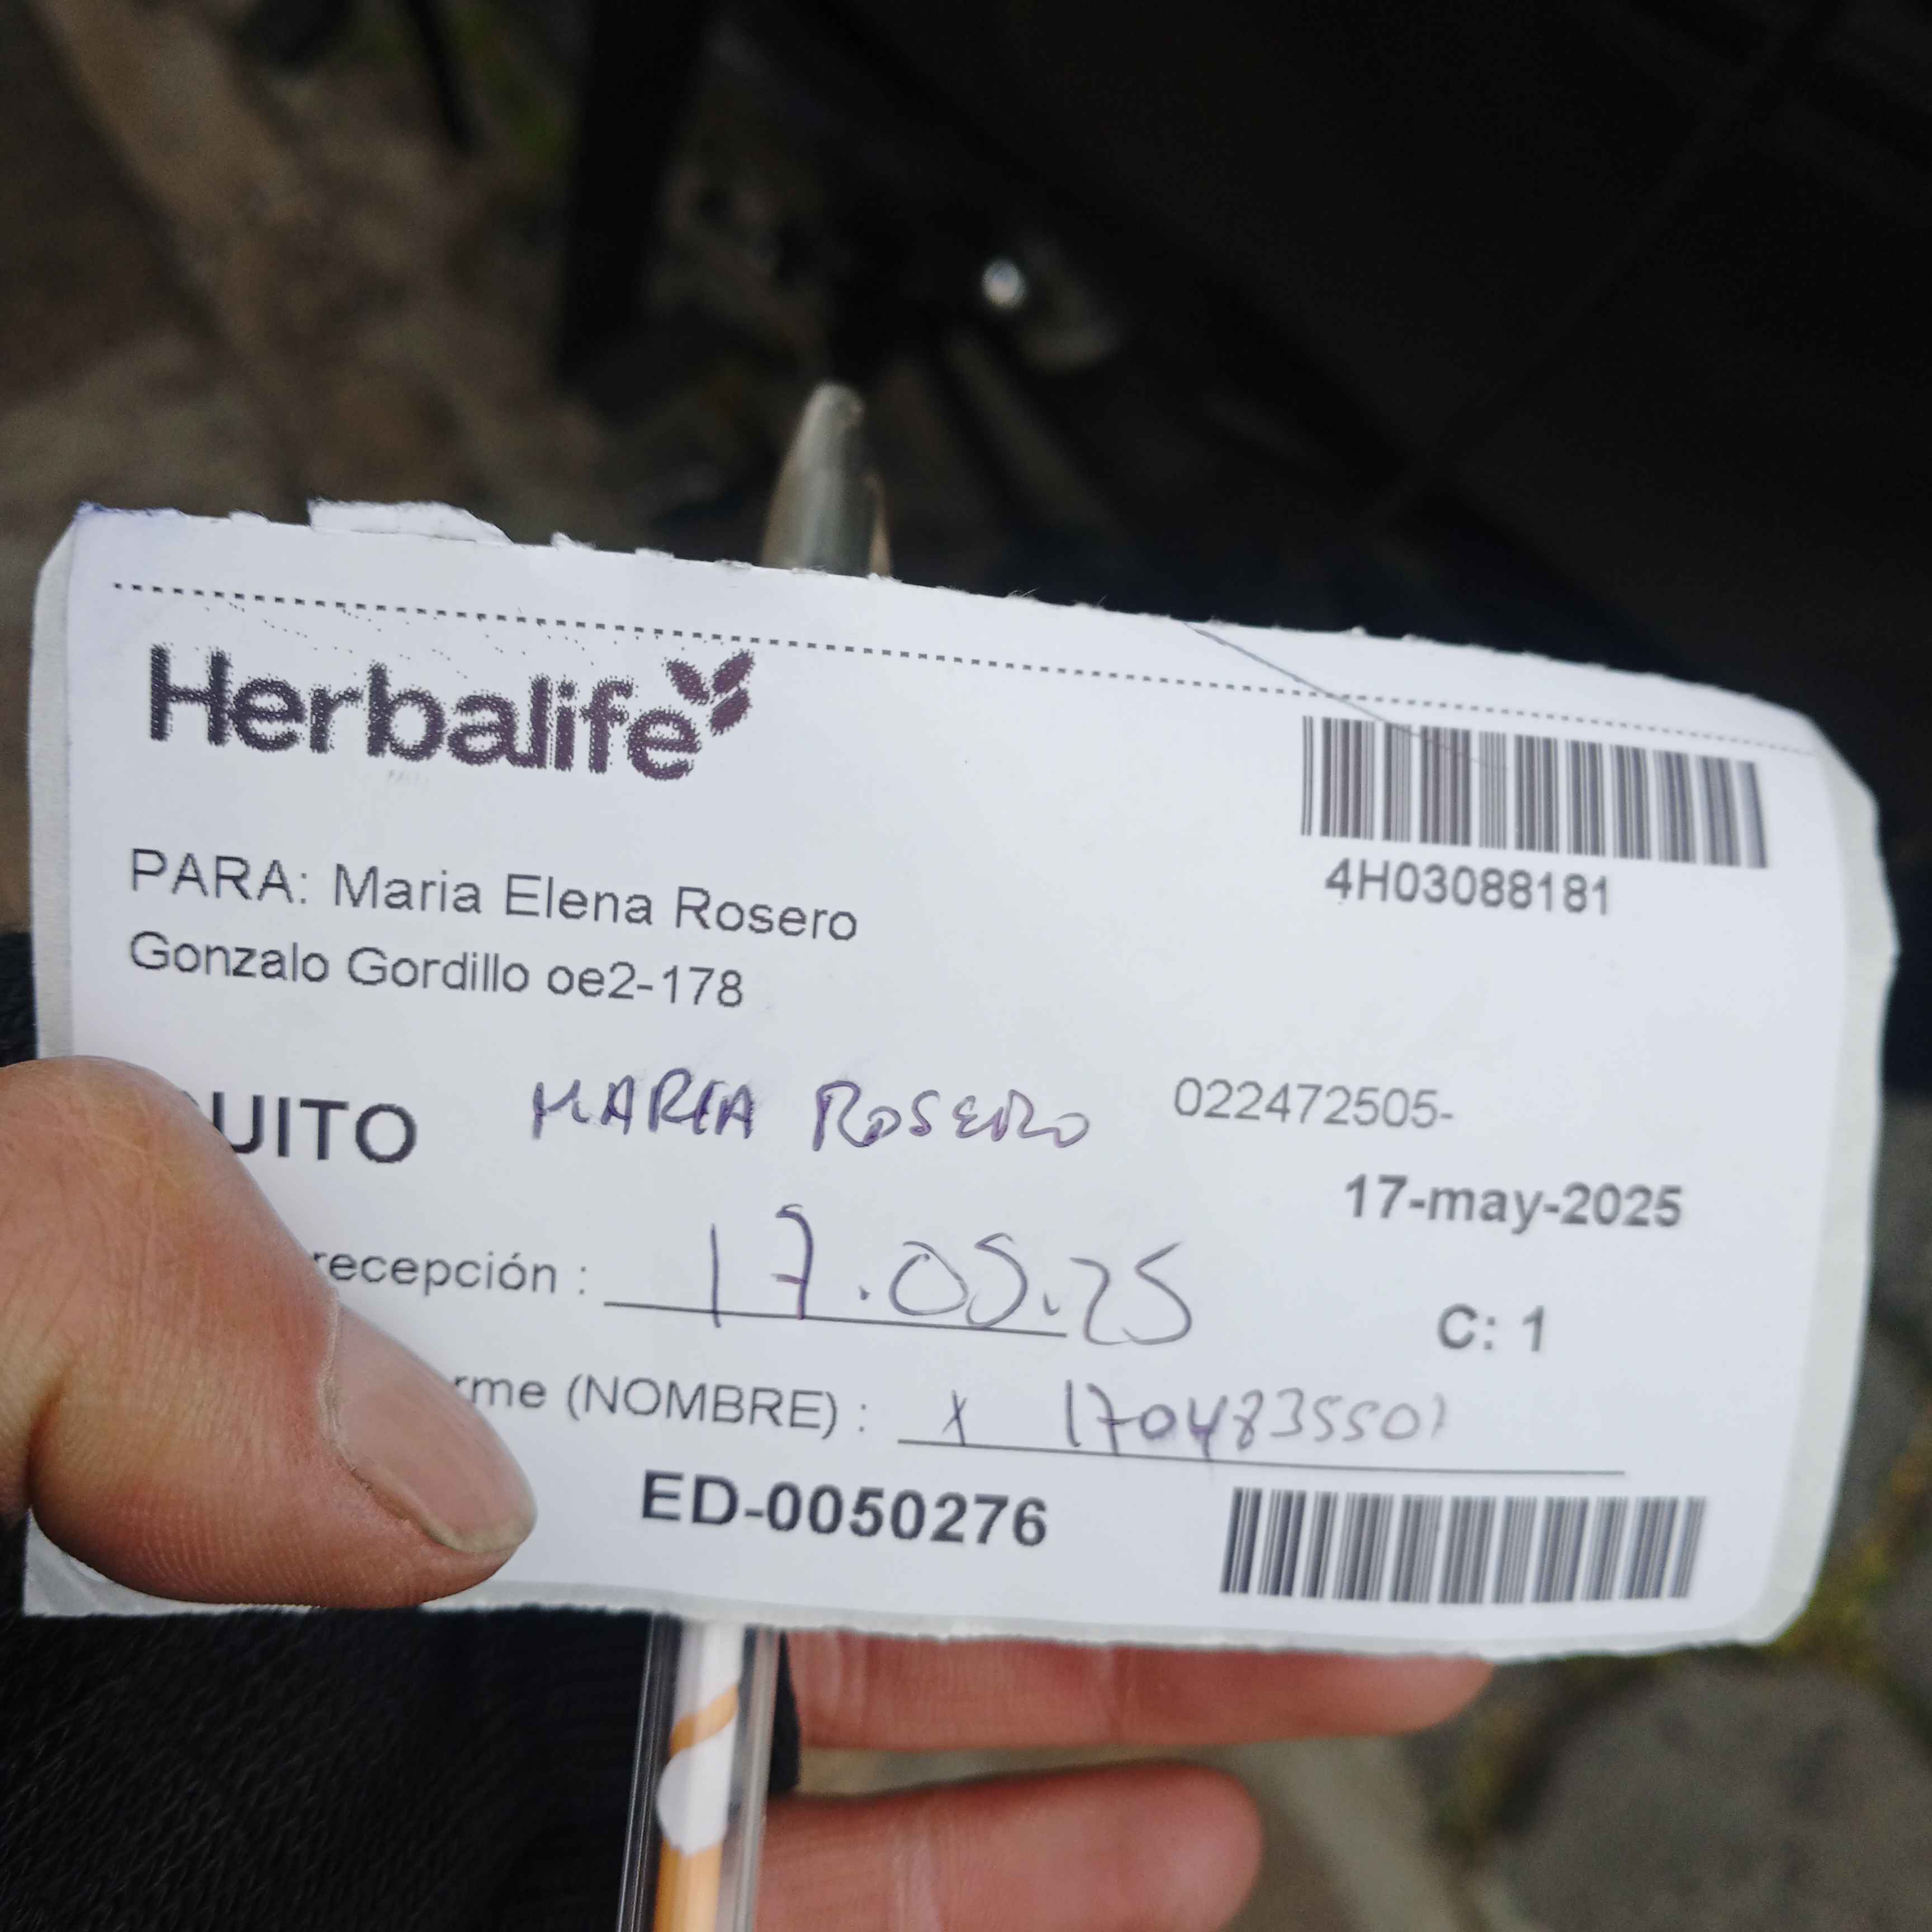 Herbalife
4H03088181
PARA: Maria Elena Rosero
Gonzalo Gordillo oe2-178
UITO MARIA ROSERO 022472505-
17-may-2025
recepción : 17.05.25
C: 1
rme (NOMBRE) : x 1704835501
ED-0050276